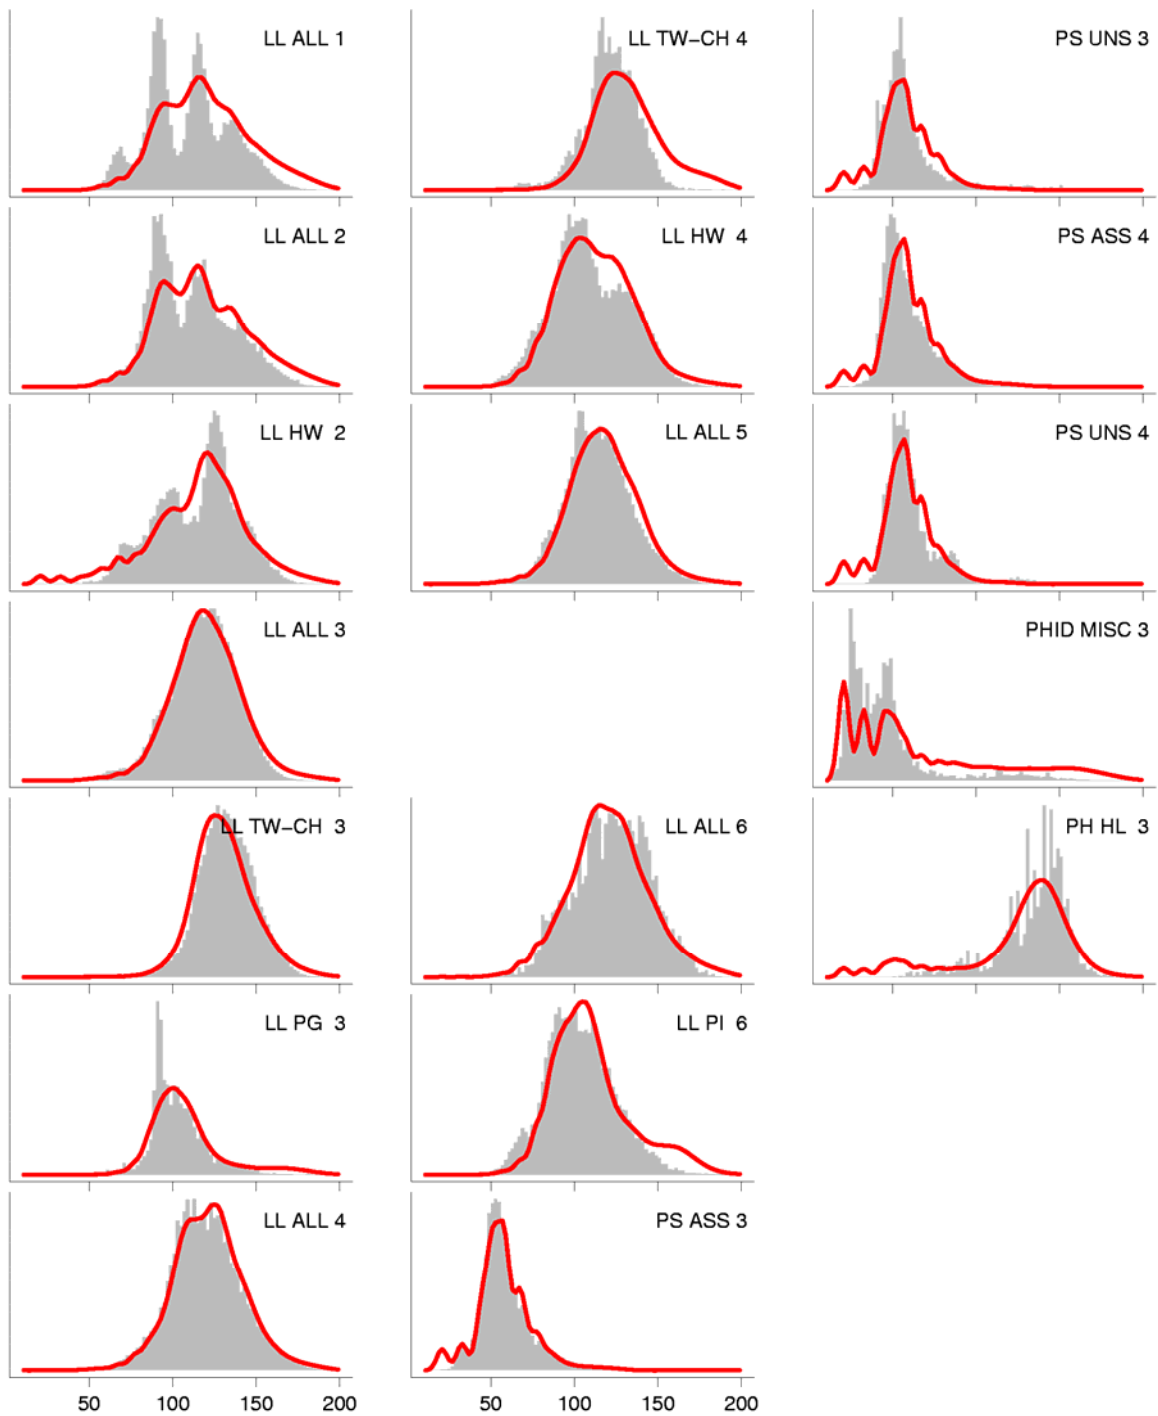 LL ALL 1
LL TW−CH 4
PS UNS 3
LL ALL 2
LL HW 4
PS ASS 4
LL HW 2
LL ALL 5
PS UNS 4
LL ALL 3
PHID MISC 3
LL TW−CH 3
LL ALL 6
PH HL 3
LL PG 3
LL PI 6
LL ALL 4
PS ASS 3
50 100 150 200 50 100 150 200